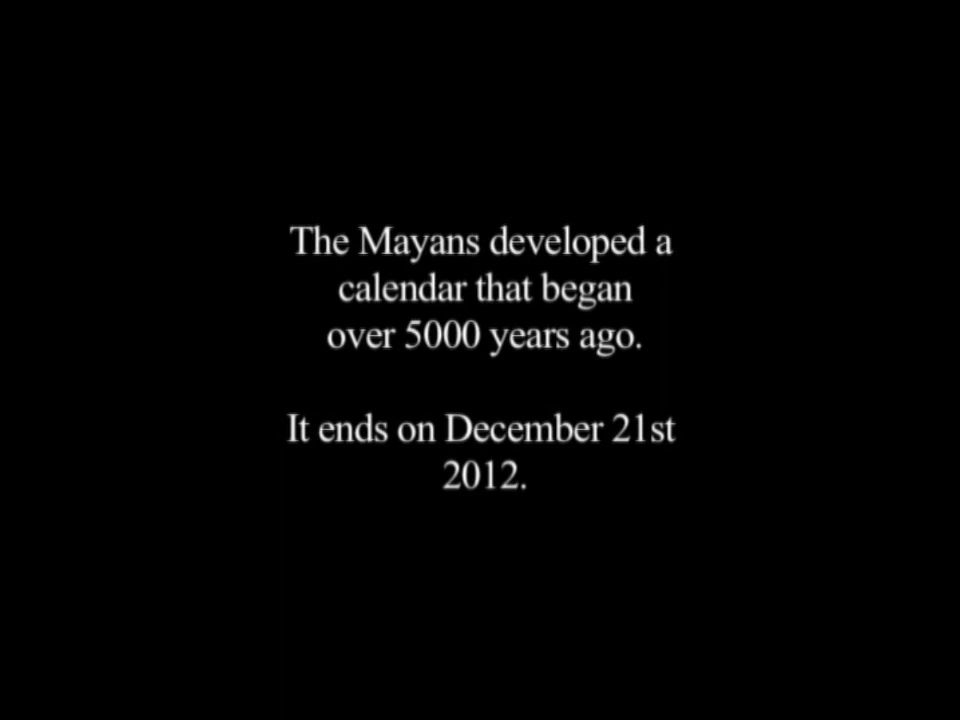 The Mayans developed a
calendar that began
over 5000 years ago.
It ends on December 21st
2012.